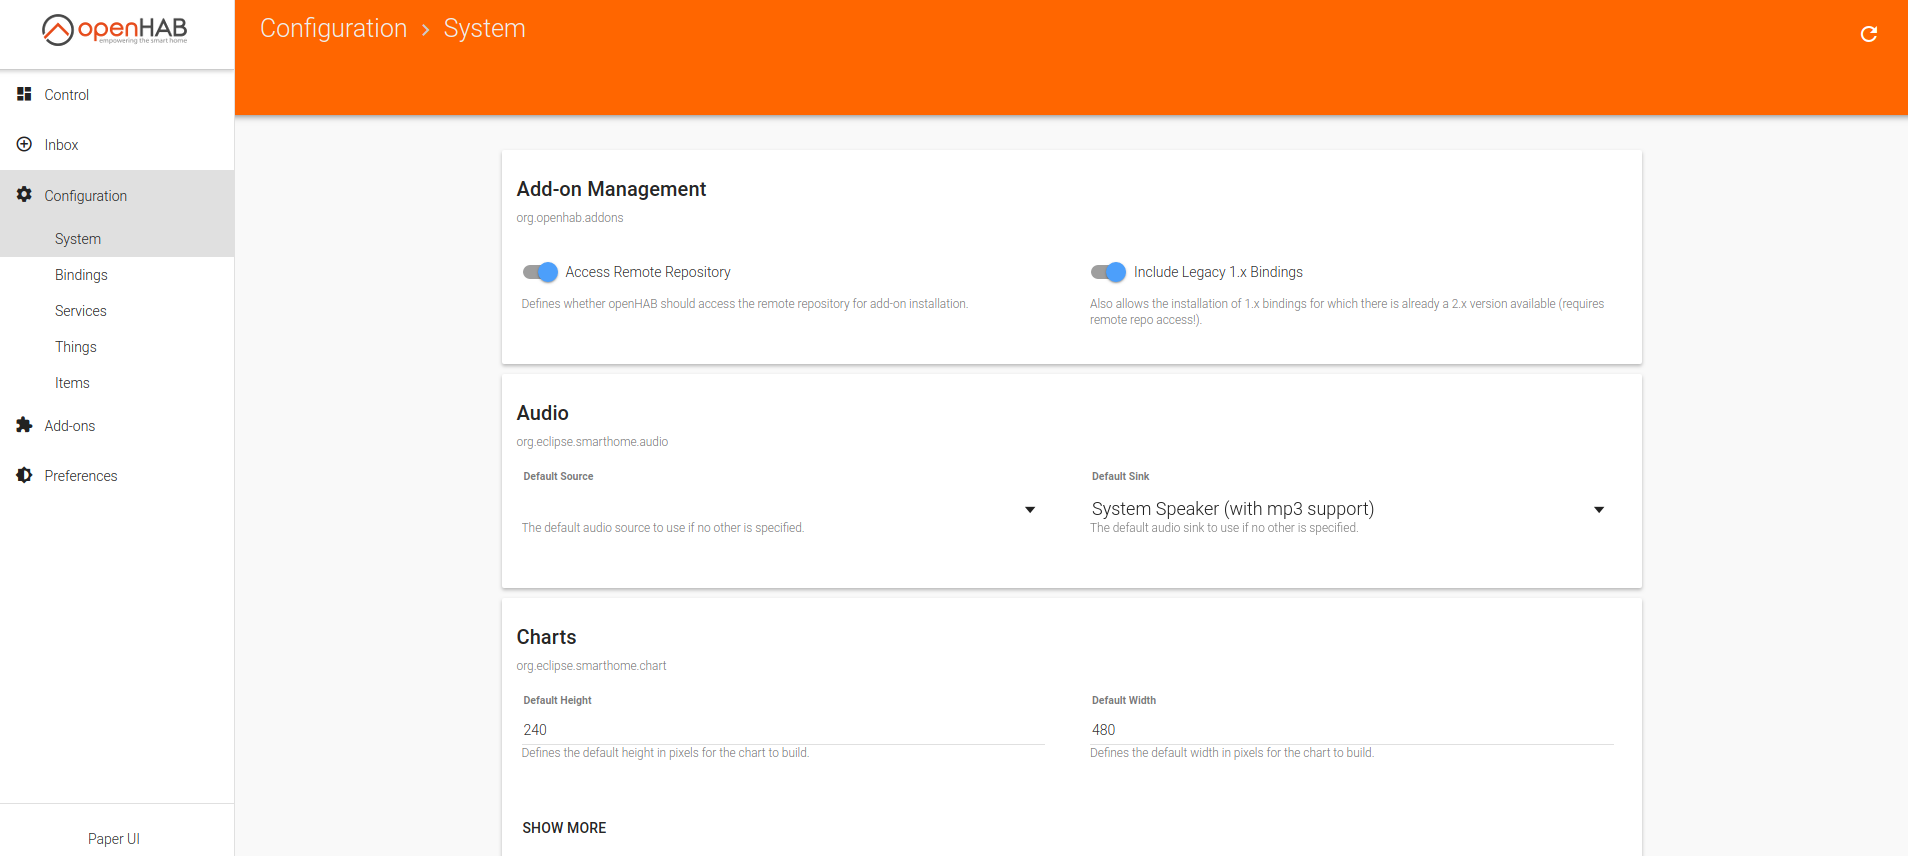 openHAB
empowering the smart home
Configuration › System
Control
Inbox
Configuration
System
Bindings
Services
Things
Items
Add-ons
Preferences
Paper UI
Add-on Management
org.openhab.addons
Access Remote Repository
Defines whether openHAB should access the remote repository for add-on installation.
Include Legacy 1.x Bindings
Also allows the installation of 1.x bindings for which there is already a 2.x version available (requires
remote repo access!).
Audio
org.eclipse.smarthome.audio
Default Source
The default audio source to use if no other is specified.
Default Sink
System Speaker (with mp3 support)
The default audio sink to use if no other is specified.
Charts
org.eclipse.smarthome.chart
Default Height
240
Defines the default height in pixels for the chart to build.
Default Width
480
Defines the default width in pixels for the chart to build.
SHOW MORE